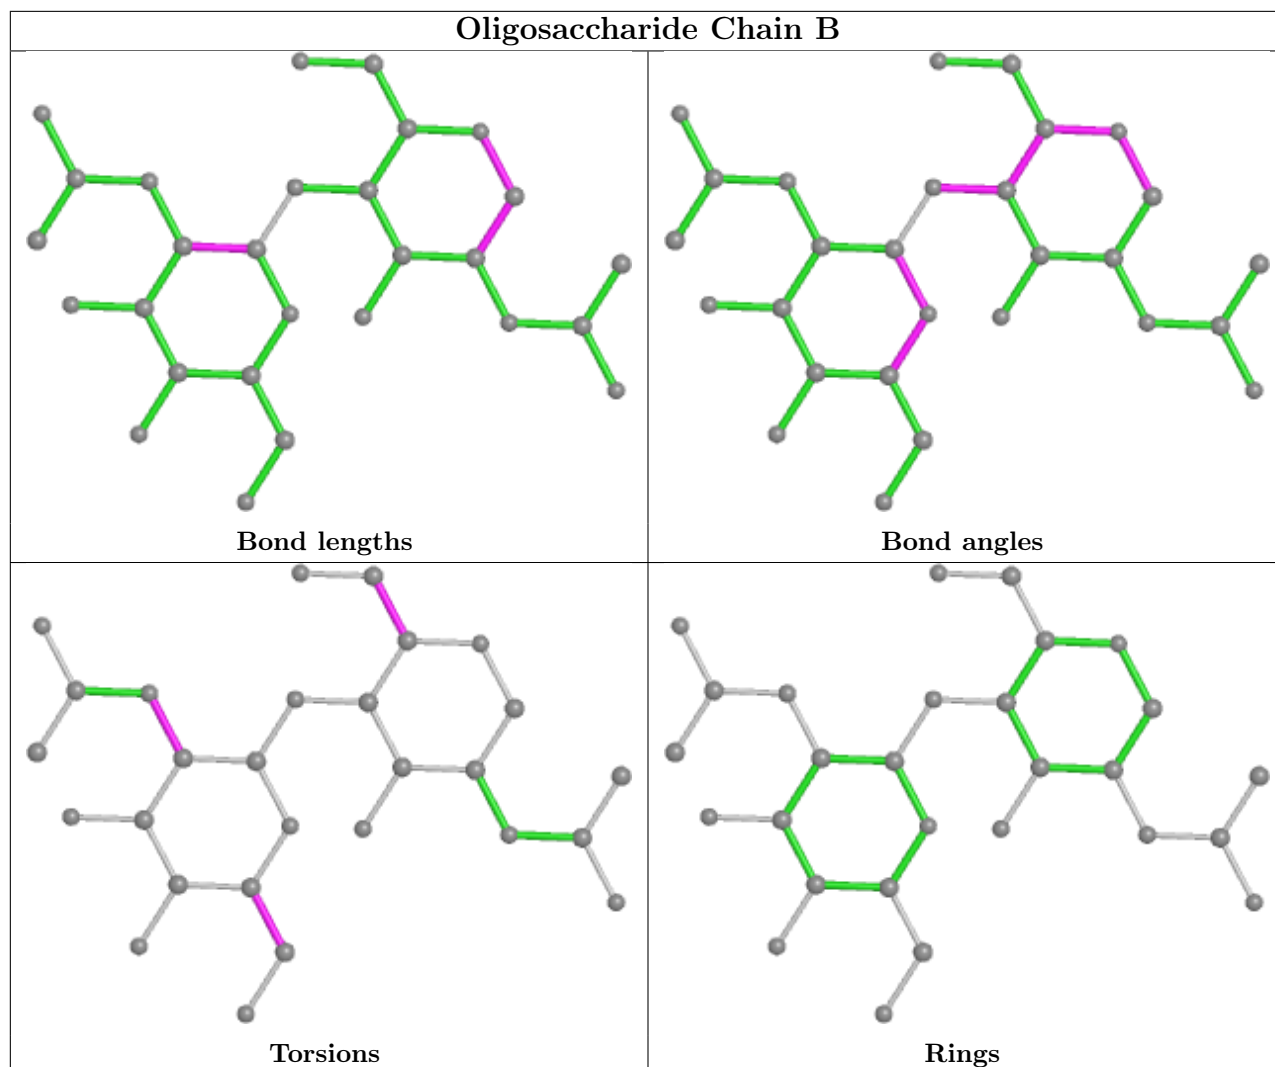 Oligosaccharide Chain B
Bond lengths
Bond angles
Torsions
Rings